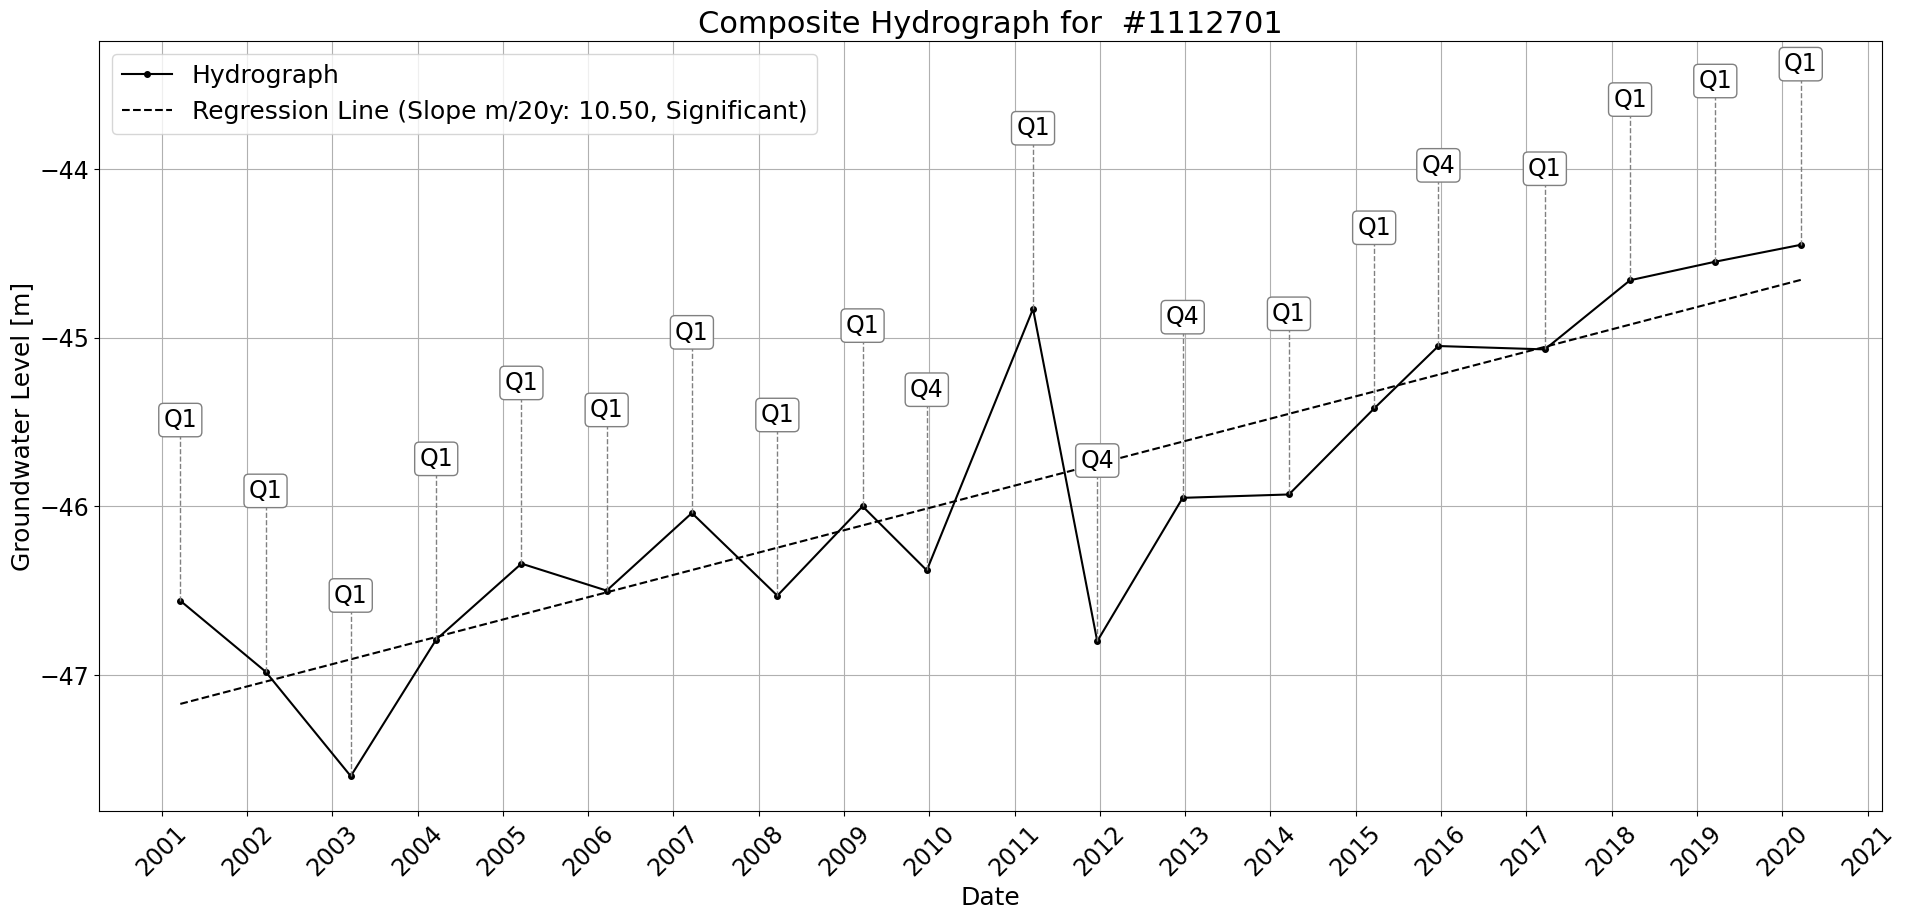 Composite Hydrograph for  #1112701
Hydrograph
Regression Line (Slope m/20y: 10.50, Significant)
Groundwater Level [m]
−44
−45
−46
−47
Q1
Q1
Q1
Q1
Q1
Q1
Q1
Q1
Q1
Q4
Q1
Q4
Q4
Q1
Q1
Q4
Q1
Q1
Q1
Q1
2001
2002
2003
2004
2005
2006
2007
2008
2009
2010
2011
2012
2013
2014
2015
2016
2017
2018
2019
2020
2021
Date